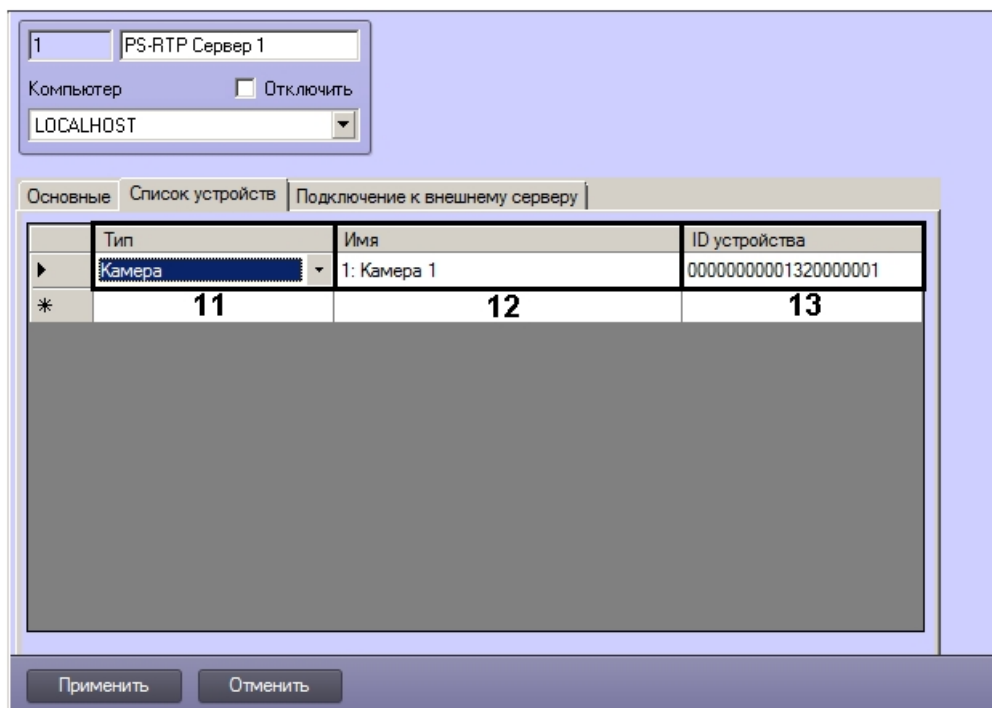 1 PS-RTP Сервер 1
Компьютер Отключить
LOCALHOST
Основные Список устройств Подключение к внешнему серверу
Тип Имя ID устройства
Камера 1: Камера 1 00000000001320000001
11 12 13
Применить Отменить